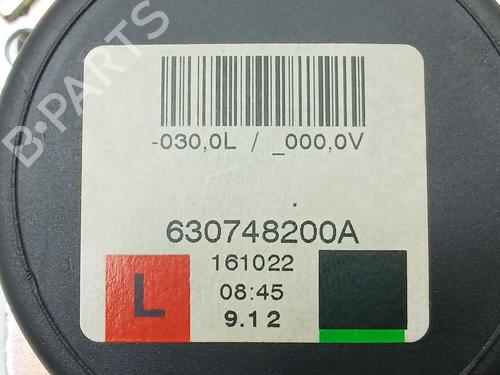 B-PARTS
-030,0L / _000,0V
630748200A
161022
L
08:45
9.12